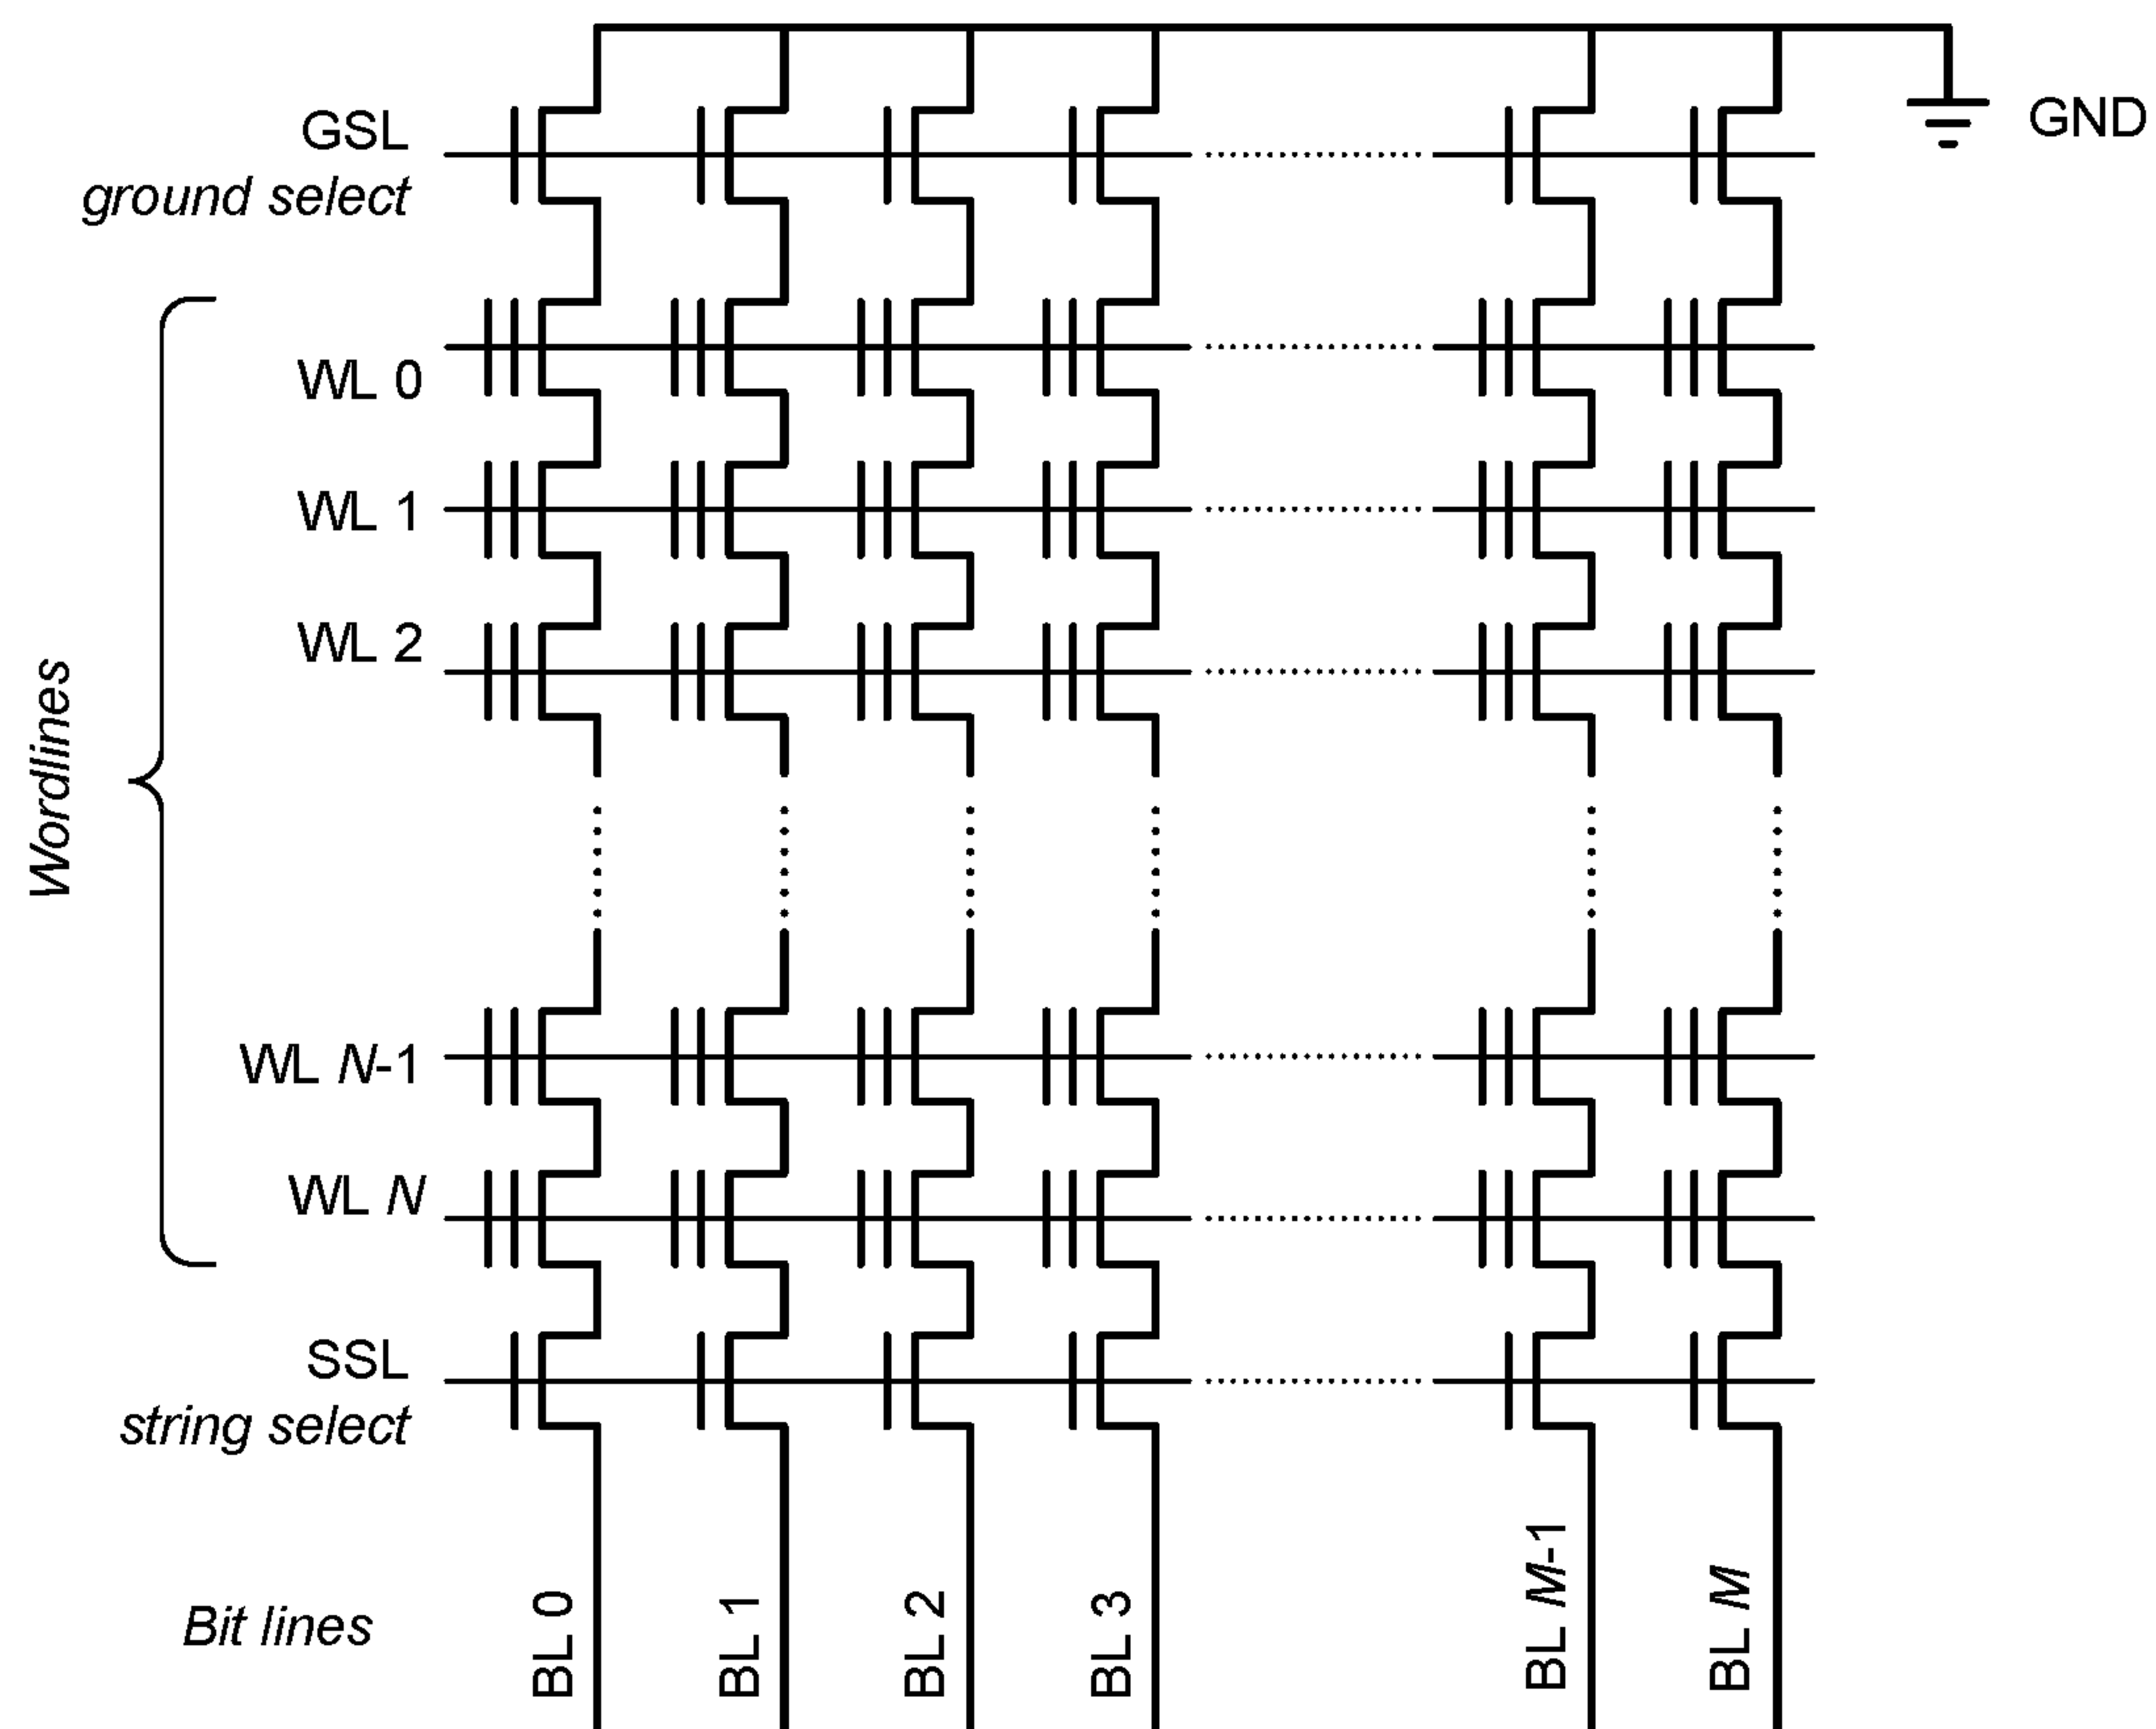 GSL
ground select
GND
WL 0
WL 1
WL 2
Wordlines
WL N-1
WL N
SSL
string select
Bit lines
BL 0
BL 1
BL 2
BL 3
BL M-1
BL M